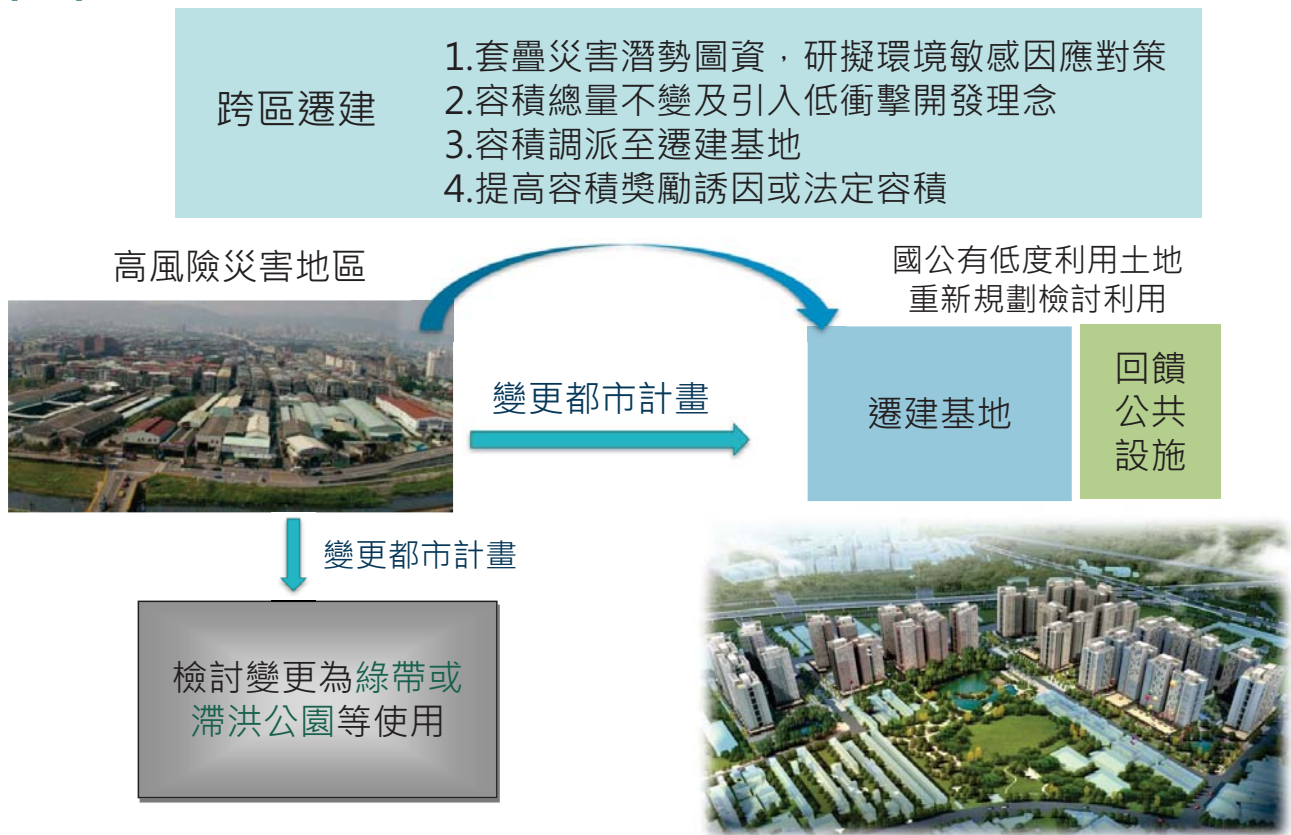 跨區遷建
1.套疊災害潛勢圖資，研擬環境敏感因應對策
2.容積總量不變及引入低衝擊開發理念
3.容積調派至遷建基地
4.提高容積獎勵誘因或法定容積
高風險災害地區
國公有低度利用土地
重新規劃檢討利用
變更都市計畫
遷建基地
回饋
公共
設施
變更都市計畫
檢討變更為綠帶或
滯洪公園等使用